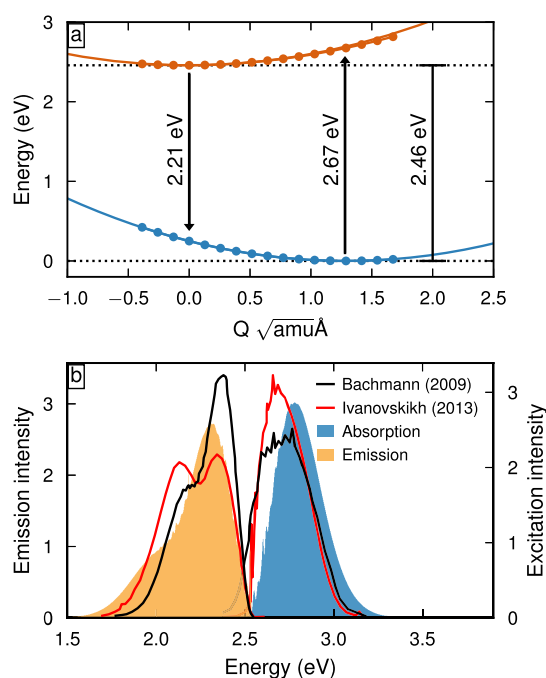 a
3
2
1
0
Energy (eV)
2.21 eV
2.67 eV
2.46 eV
−1.0 −0.5 0.0 0.5 1.0 1.5 2.0 2.5
Q √amuÅ
b
Bachmann (2009)
Ivanovskikh (2013)
Absorption
Emission
3
2
1
0
Emission intensity
3
2
1
0
Excitation intensity
1.5 2.0 2.5 3.0 3.5
Energy (eV)